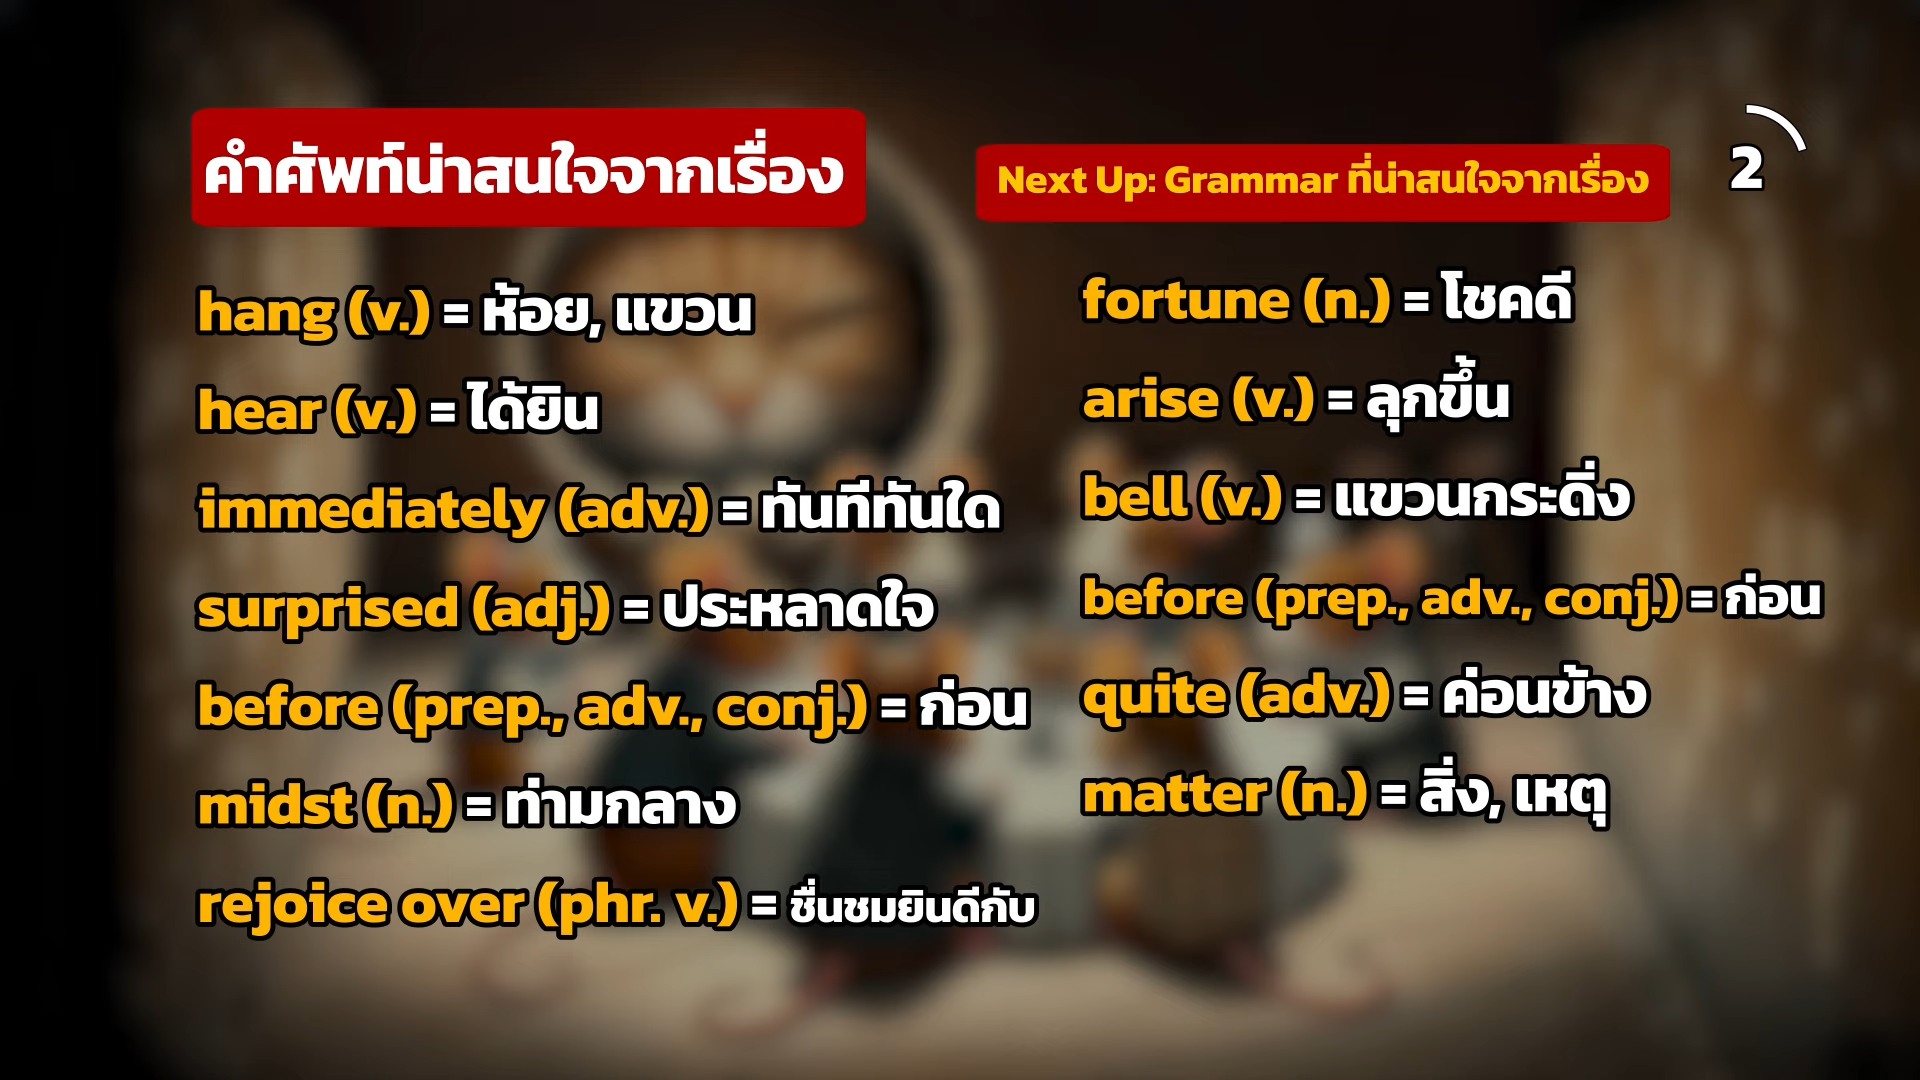 คำศัพท์น่าสนใจจากเรื่อง
hang (v.) = ห้อย, แขวน
hear (v.) = ได้ยิน
immediately (adv.) = ทันทีทันใด
surprised (adj.) = ประหลาดใจ
before (prep., adv., conj.) = ก่อน
midst (n.) = ท่ามกลาง
rejoice over (phr. v.) = ชื่นชมยินดีกับ
Next Up: Grammar ที่น่าสนใจจากเรื่อง
2
fortune (n.) = โชคดี
arise (v.) = ลุกขึ้น
bell (v.) = แขวนกระดิ่ง
before (prep., adv., conj.) = ก่อน
quite (adv.) = ค่อนข้าง
matter (n.) = สิ่ง, เหตุ